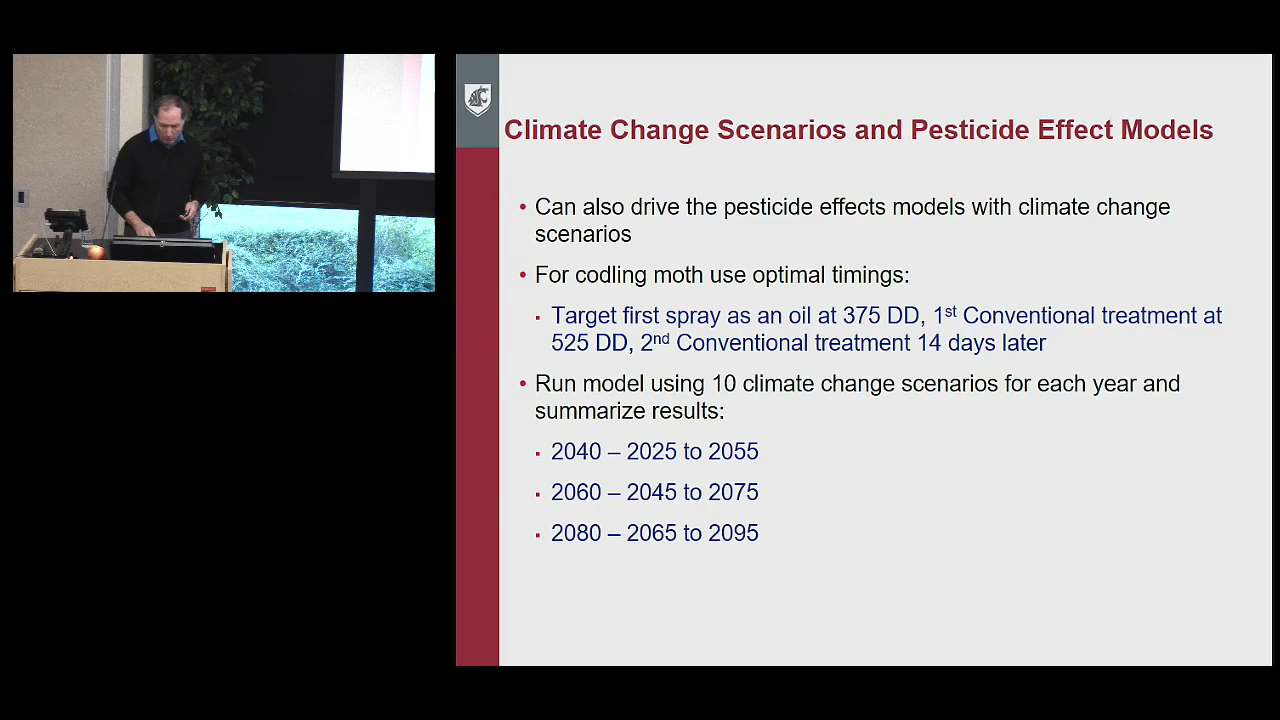 Climate Change Scenarios and Pesticide Effect Models
• Can also drive the pesticide effects models with climate change
scenarios
• For codling moth use optimal timings:
▪ Target first spray as an oil at 375 DD, 1st Conventional treatment at
525 DD, 2nd Conventional treatment 14 days later
• Run model using 10 climate change scenarios for each year and
summarize results:
▪ 2040 – 2025 to 2055
▪ 2060 – 2045 to 2075
▪ 2080 – 2065 to 2095